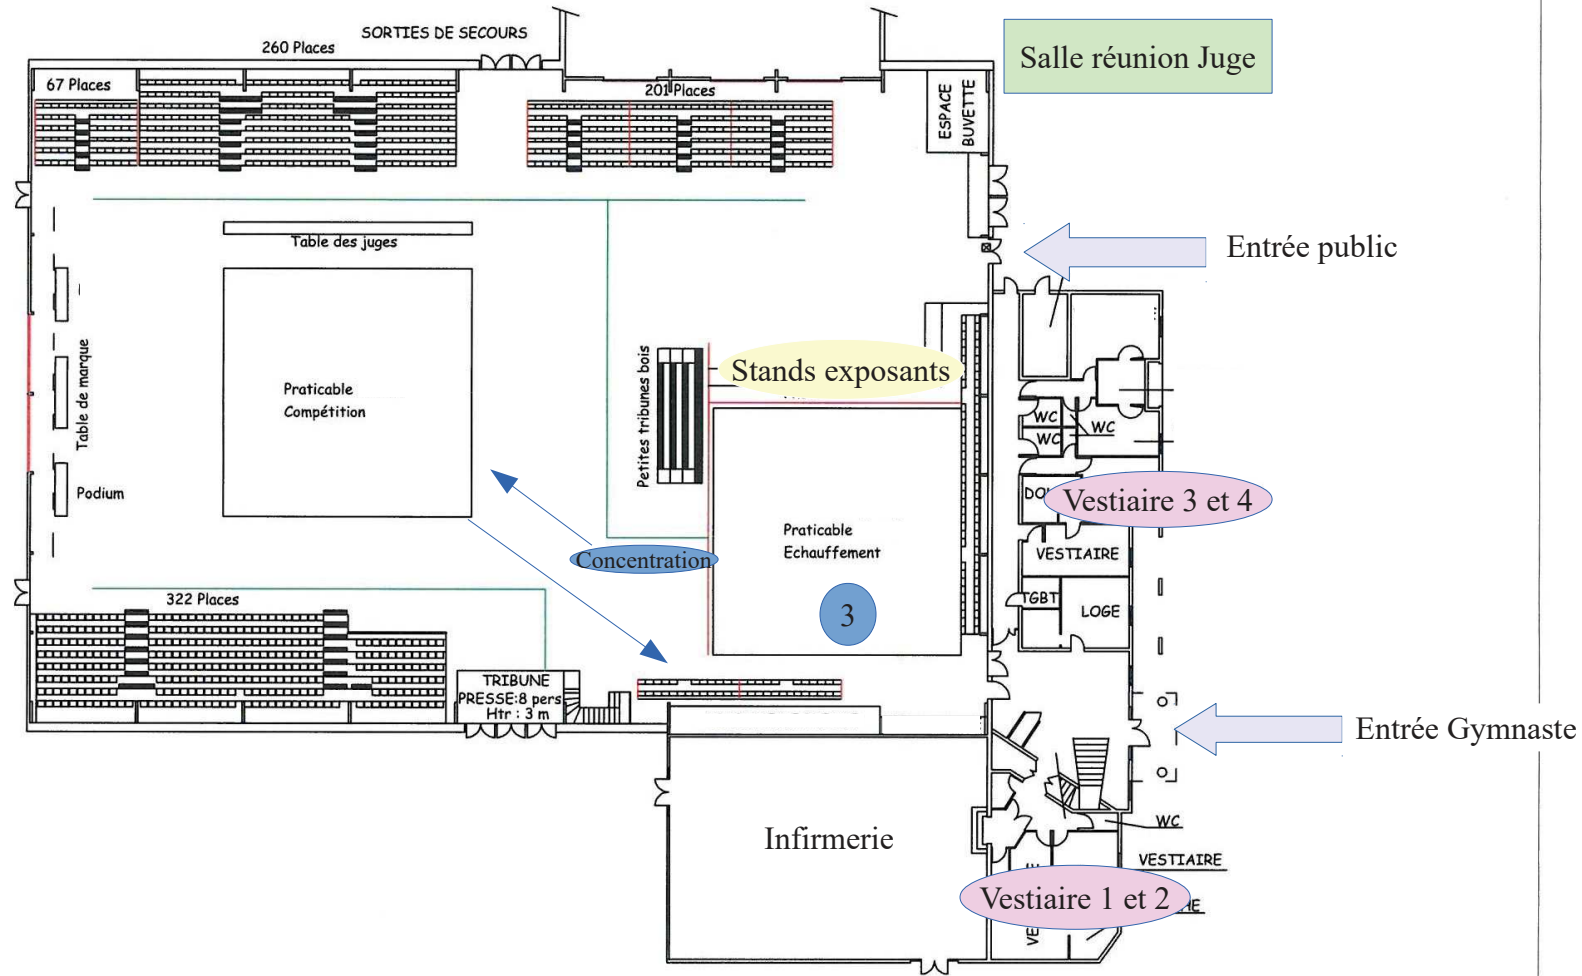 SORTIES DE SECOURS
260 Places
67 Places
201 Places
ESPACE
BUVETTE
Salle réunion Juge
Table des juges
Entrée public
Table de marque
Praticable
Compétition
Podium
Petites tribunes bois
Stands exposants
WC
WC
WC
Vestiaire 3 et 4
Praticable
Echauffement
Concentration
VESTIAIRE
3
TGBT
LOGE
322 Places
TRIBUNE
PRESSE:8 pers
Htr : 3 m
Entrée Gymnaste
Infirmerie
WC
VESTIAIRE
Vestiaire 1 et 2